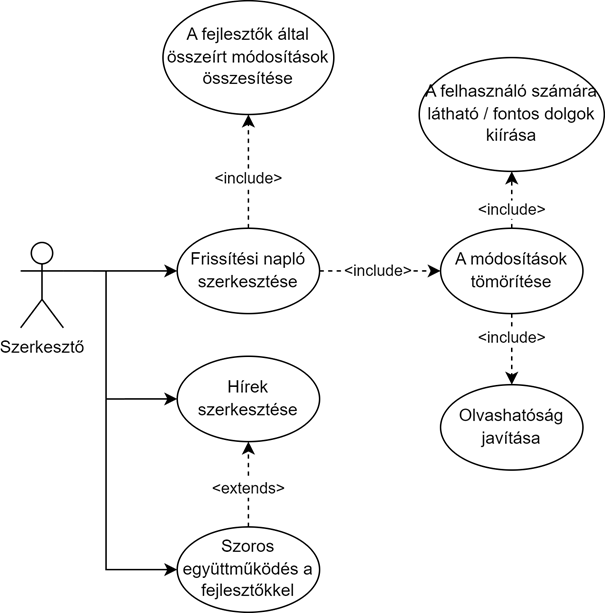 A fejlesztők által
összeírt módosítások
összesítése
A felhasználó számára
látható / fontos dolgok
kiírása
<include>
<include>
Frissítési napló
szerkesztése
<include>
A módosítások
tömörítése
Szerkesztő
<include>
Hírek
szerkesztése
Olvashatóság
javítása
<extends>
Szoros
együttműködés a
fejlesztőkkel